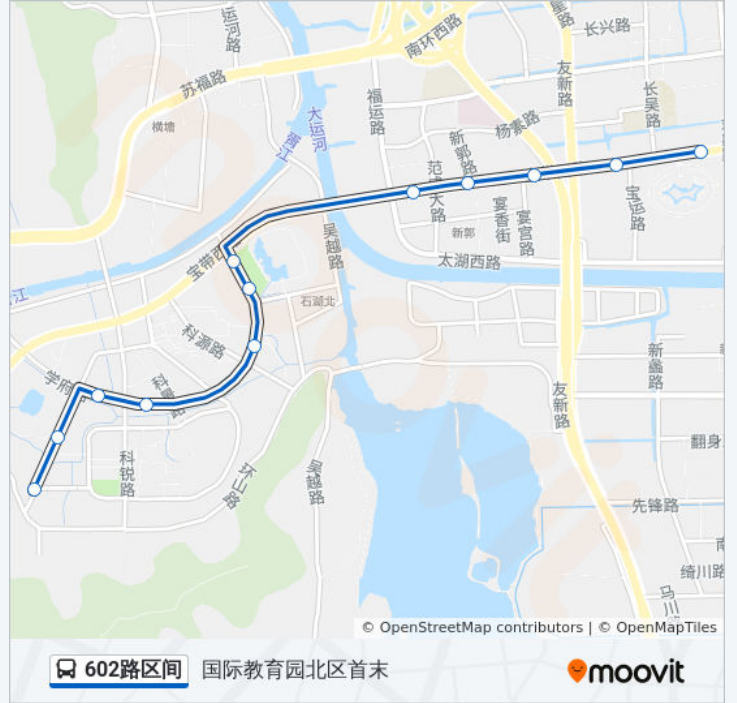 运河路
南环西路
长兴路
苏福路
友新路
长吴路
福运路
大运河
横塘
胥江
杨素路
新郭路
范成大路
宴香街
宴宫路
宝运路
新郭
吴越路
太湖西路
宝带西
江
石湖北
科源路
新蠡路
学府
友新路
翻身
科锐路
环山路
吴越路
先锋路
绮川路
马川
© OpenStreetMap contributors | © OpenMapTiles
602路区间 国际教育园北区首末
moovit